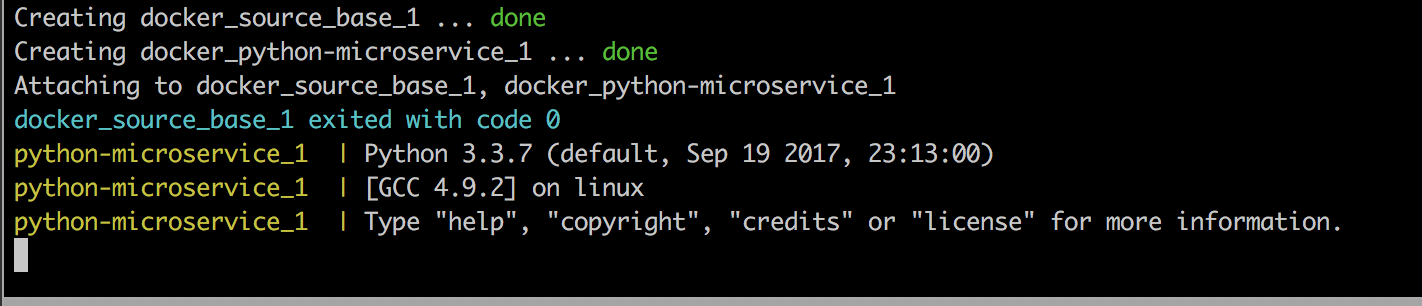 Creating docker_source_base_1 ... done
Creating docker_python-microservice_1 ... done
Attaching to docker_source_base_1, docker_python-microservice_1
docker_source_base_1 exited with code 0
python-microservice_1  | Python 3.3.7 (default, Sep 19 2017, 23:13:00)
python-microservice_1  | [GCC 4.9.2] on linux
python-microservice_1  | Type "help", "copyright", "credits" or "license" for more information.